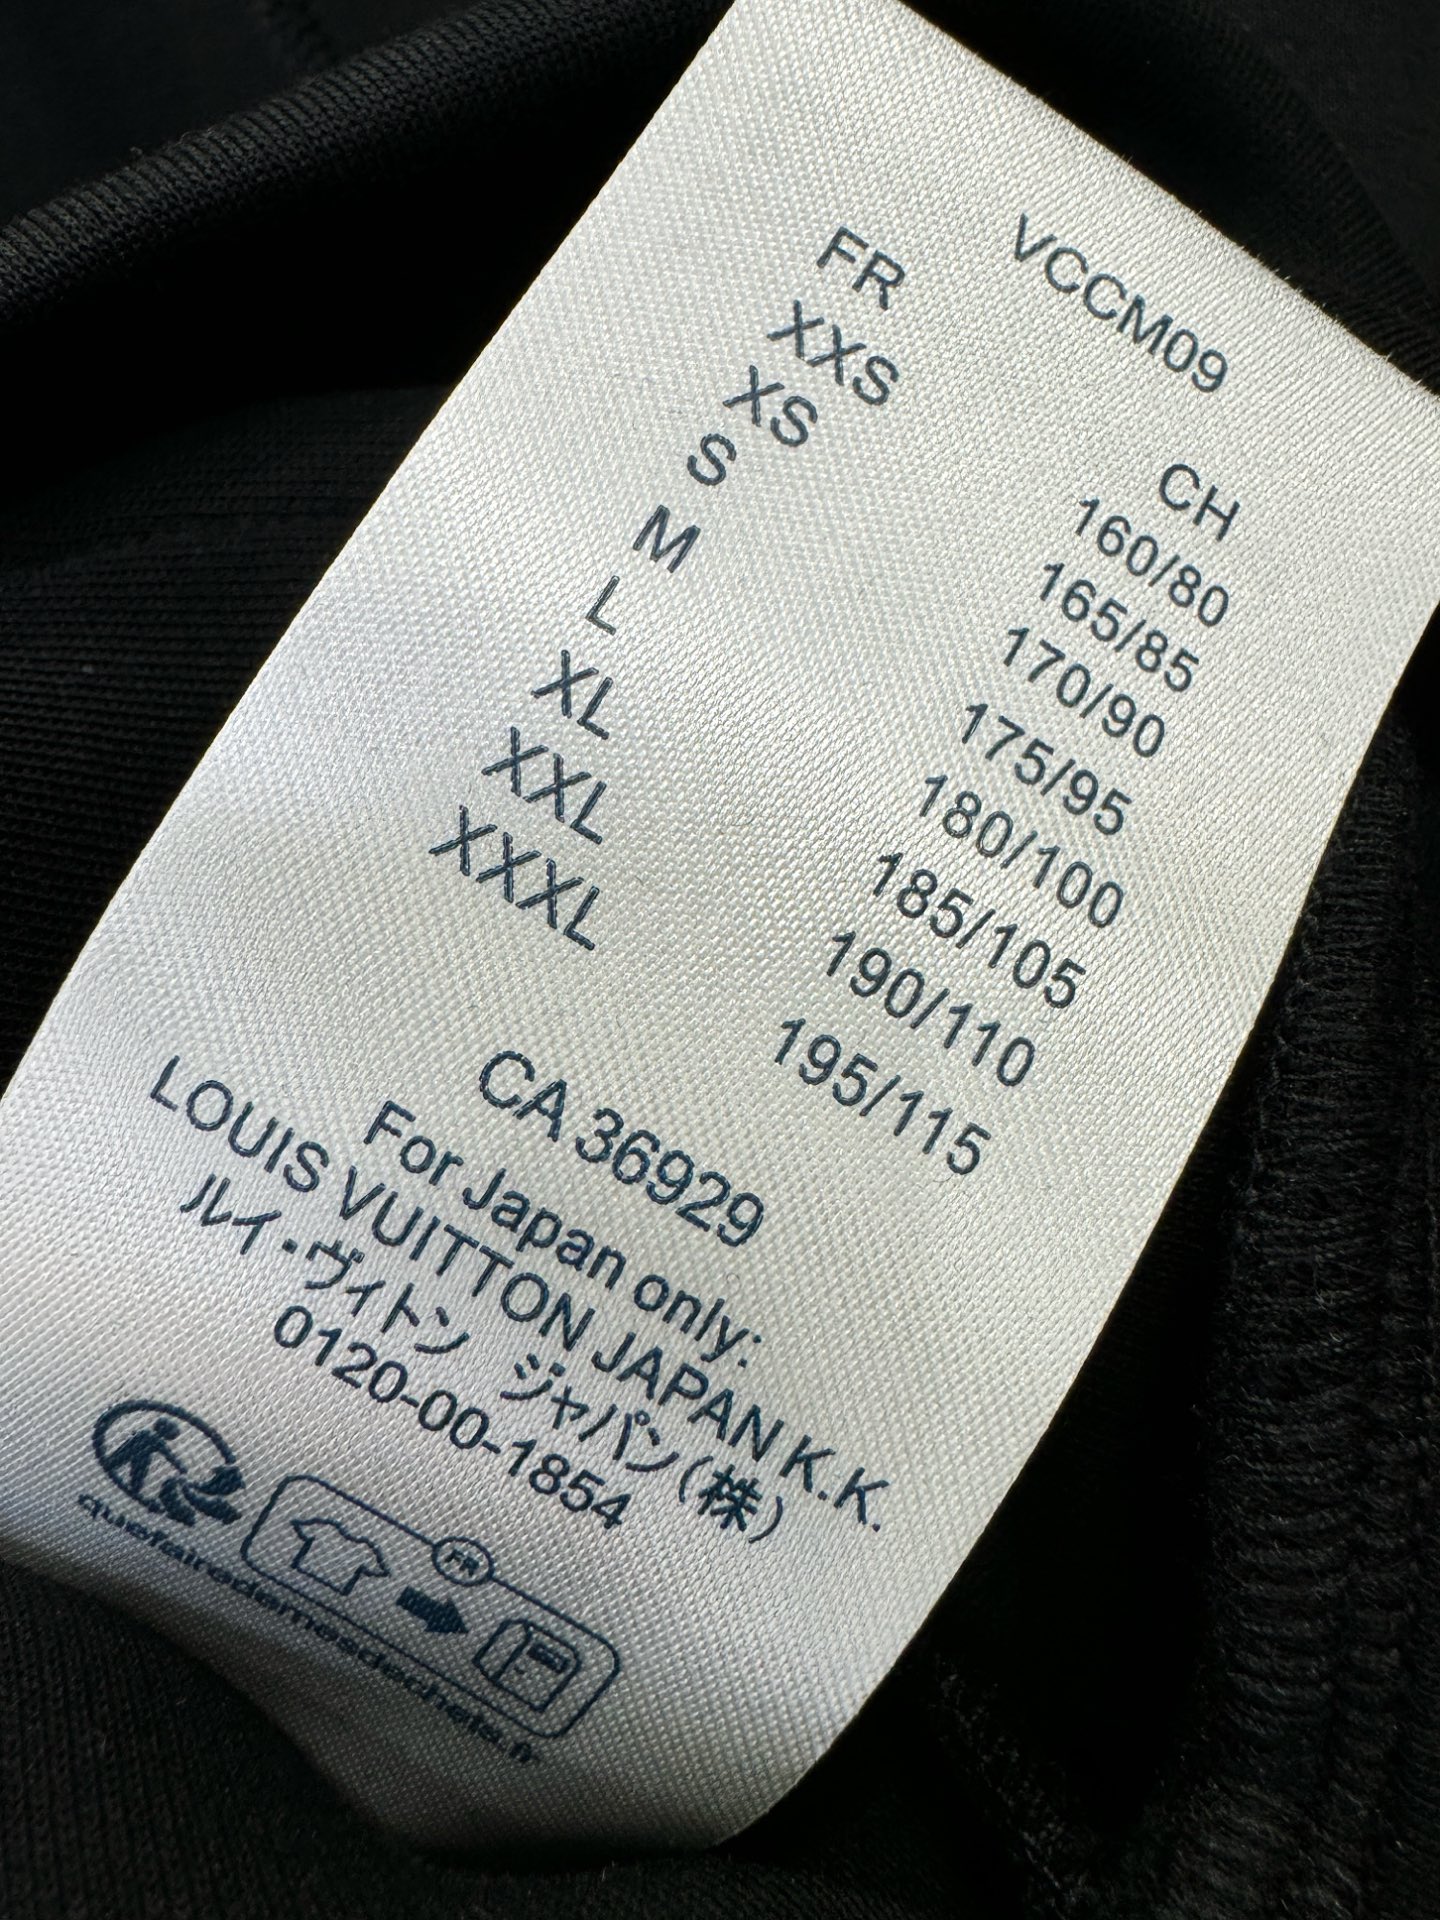 VCCM09
FR CH
XXS 160/80
XS 165/85
S 170/90
M 175/95
L 180/100
XL 185/105
XXL 190/110
XXXL 195/115
CA 36929
For Japan only:
LOUIS VUITTON JAPAN K.K.
ルイ・ヴィトン ジャパン(株)
0120-00-1854
FR
quefairedemesdechets.fr